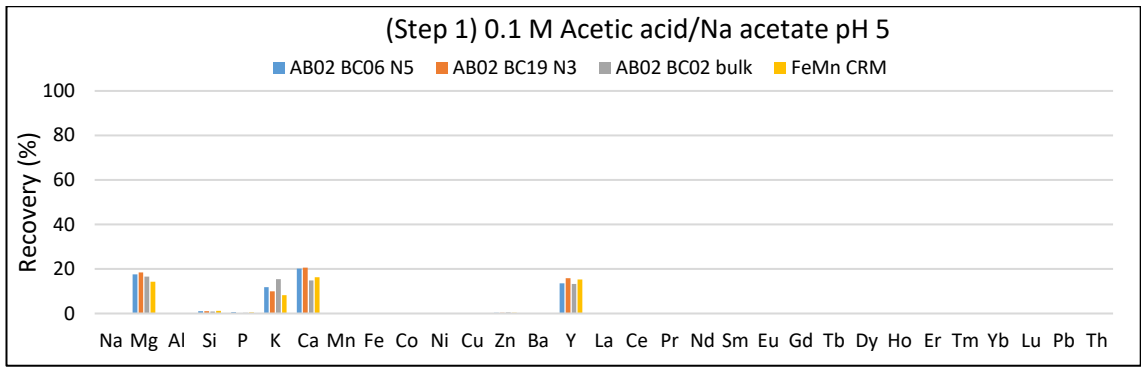 (Step 1) 0.1 M Acetic acid/Na acetate pH 5
AB02 BC06 N5 AB02 BC19 N3 AB02 BC02 bulk FeMn CRM
Recovery (%)
100
80
60
40
20
0
Na Mg Al Si P K Ca Mn Fe Co Ni Cu Zn Ba Y La Ce Pr Nd Sm Eu Gd Tb Dy Ho Er Tm Yb Lu Pb Th